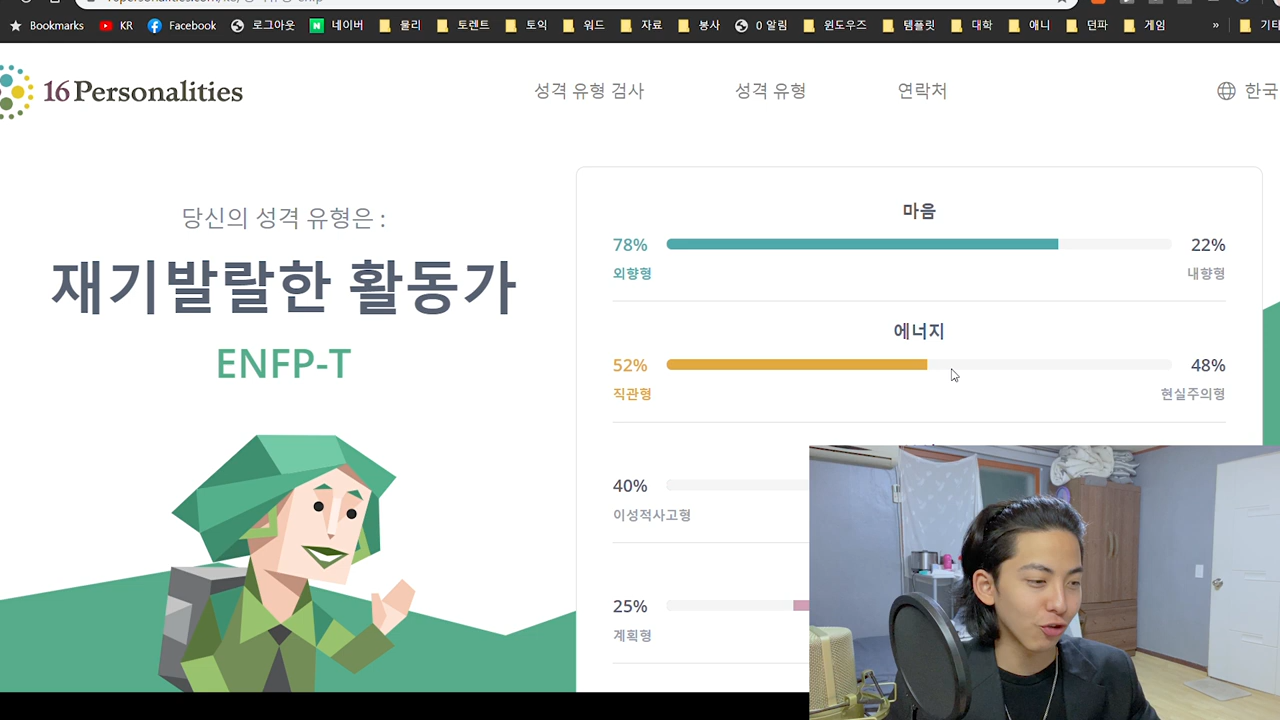 Bookmarks KR Facebook 로그아웃 네이버 물리 토렌트 토익 워드 자료 봉사 0 알림 윈도우즈 템플릿 대학 애니 던파 게임 »
16Personalities
성격 유형 검사 성격 유형 연락처
당신의 성격 유형은 :
재기발랄한 활동가
ENFP-T
마음
78% 22%
외향형 내향형
에너지
52% 48%
직관형 현실주의형
40%
이성적사고형
25%
계획형